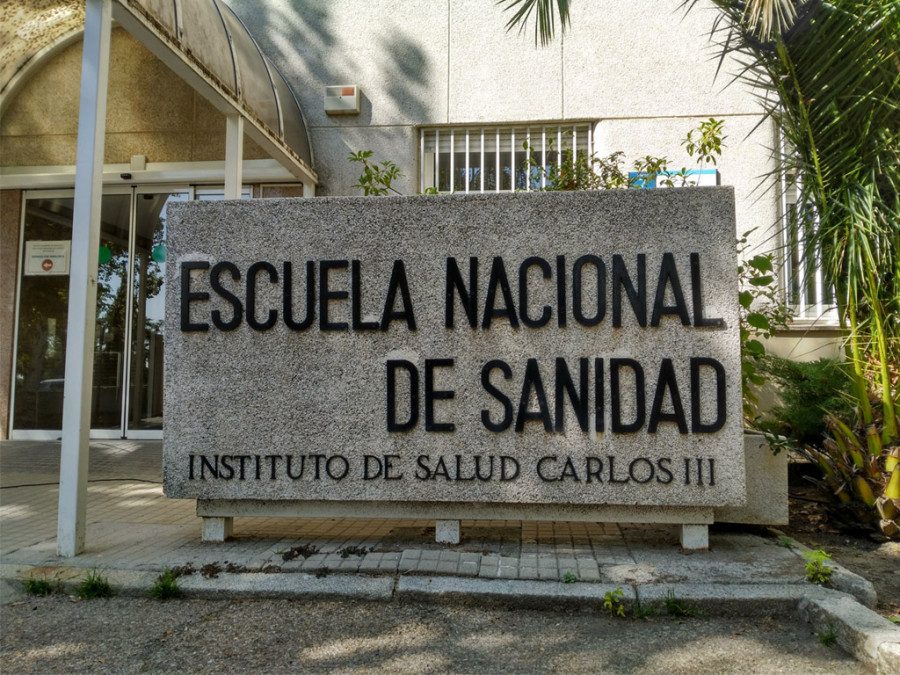 ESCUELA NACIONAL
DE SANIDAD
INSTITUTO DE SALUD CARLOS III